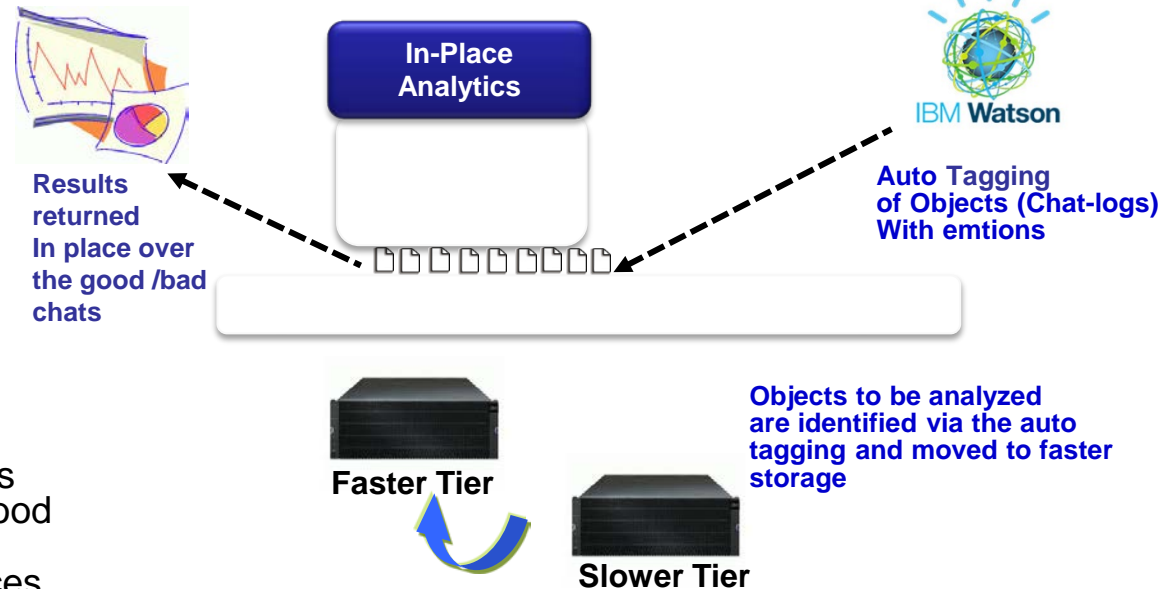 In-Place
Analytics
IBM Watson
Results
returned
In place over
the good /bad
chats
Auto Tagging
of Objects (Chat-logs)
With emtions
Objects to be analyzed
are identified via the auto
tagging and moved to faster
storage
Faster Tier
Slower Tier